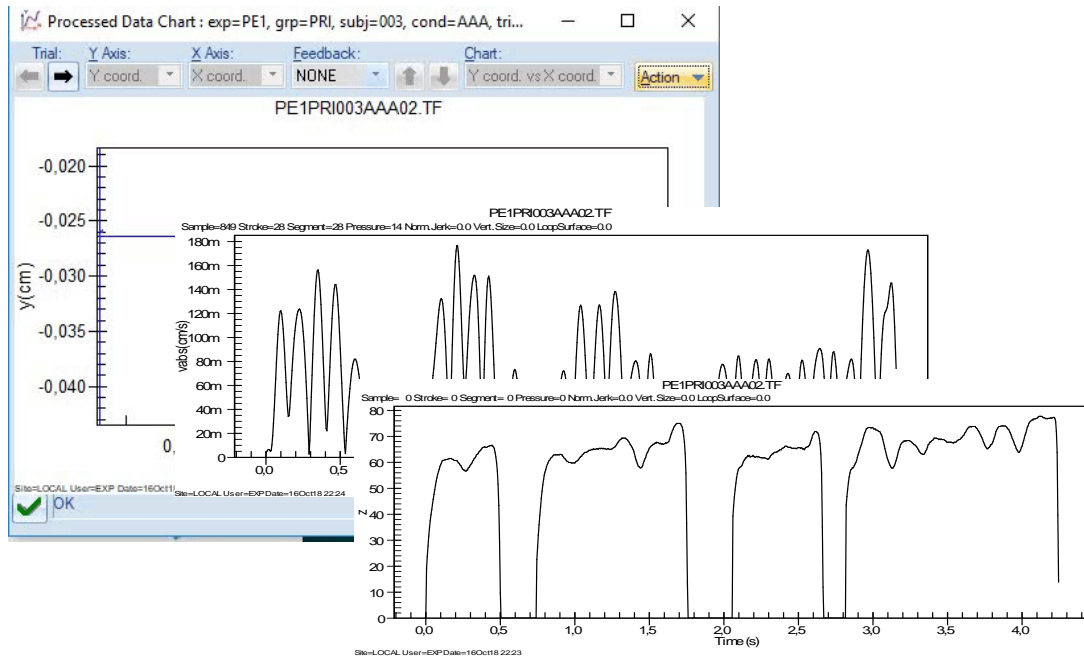 Processed Data Chart : exp=PE1, grp=PRI, subj=003, cond=AAA, tri...
Trial: Y Axis: X Axis: Feedback: Chart:
Y coord. X coord. NONE Y coord. vs X coord. Action
PE1PRI003AAA02.TF
-0,020
-0,025
-0,030
-0,035
-0,040
y(cm)
0,
Site=LOCAL User=EXP Date=16Oct1
OK
PE1PRI003AAA02.TF
Sample=849 Stroke=28 Segment=28 Pressure=14 Norm.Jerk=0.0 Vert.Size=0.0 LoopSurface=0.0
180m
160m
140m
120m
100m
80m
60m
40m
20m
0
vabs(cm/s)
0,0 0,5
Site=LOCAL User=EXP Date=16Oct18 22:24
PE1PRI003AAA02.TF
Sample= 0 Stroke= 0 Segment= 0 Pressure=0 Norm.Jerk=0.0 Vert.Size=0.0 LoopSurface=0.0
80
70
60
50
40
30
20
10
0
Z
0,0 0,5 1,0 1,5 2,0 2,5 3,0 3,5 4,0
Time (s)
Site=LOCAL User=EXP Date=16Oct18 22:23